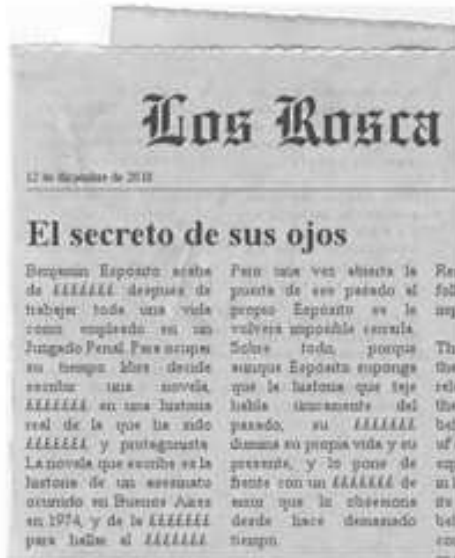 Los Rosca
12 de diciembre de 2010
El secreto de sus ojos
Benjamín Espósito acaba
de £££££££ después de
trabajar toda una vida
como empleado en un
Juzgado Penal. Para ocupar
su tiempo libre decide
escribir una novela,
£££££££ en una historia
real de la que ha sido
£££££££ y protagonista.
La novela que escribe es la
historia de un asesinato
ocurrido en Buenos Aires
en 1974, y de la £££££££
para hallar al £££££££.
Pero una vez abierta la
puerta de ese pasado al
propio Espósito se le
volverá imposible cerrarla.
Sobre todo, porque
aunque Espósito suponga
que la historia que teje
habla únicamente del
pasado, su £££££££
ilumina su propia vida y su
presente, y lo pone de
frente con un £££££££ de
amor que lo obsesiona
desde hace demasiado
tiempo.